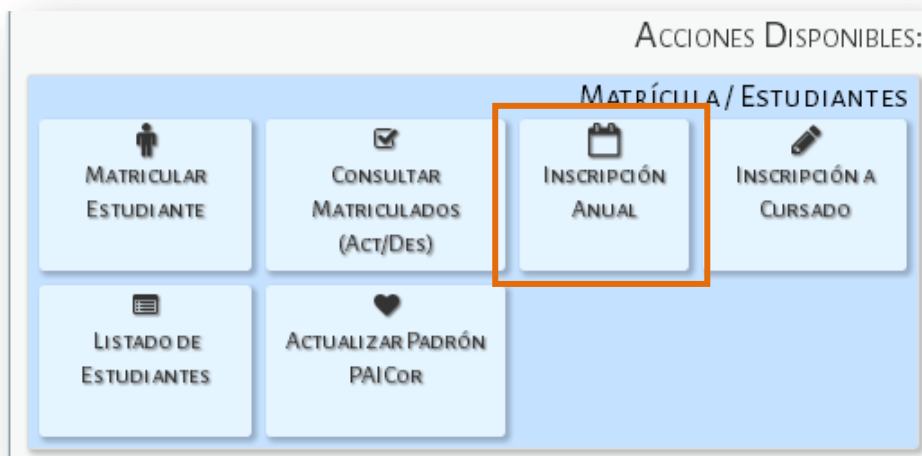 Acciones Disponibles:
Matrícula / Estudiantes
Matricular
Estudiante
Consultar
Matriculados
(Act/Des)
Inscripción
Anual
Inscripción a
Cursado
Listado de
Estudiantes
Actualizar Padrón
PAICor